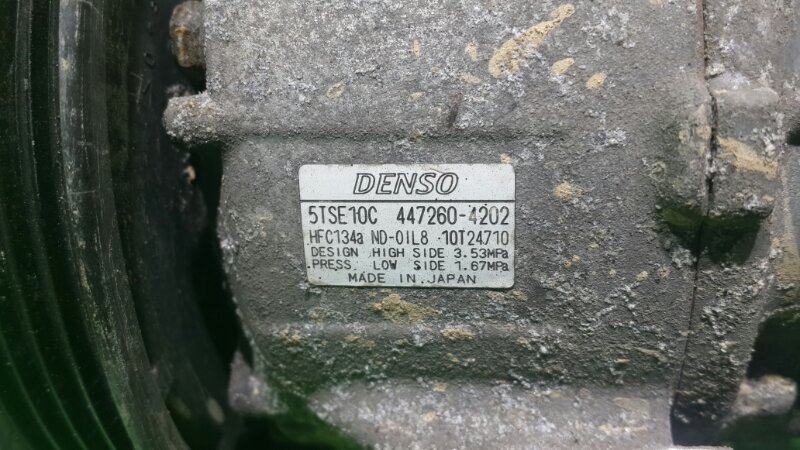 DENSO
5TSE10C 447260-4202
HFC134a ND-OIL8 10T24710
DESIGN HIGH SIDE 3.53MPa
PRESS. LOW SIDE 1.67MPa
MADE IN JAPAN